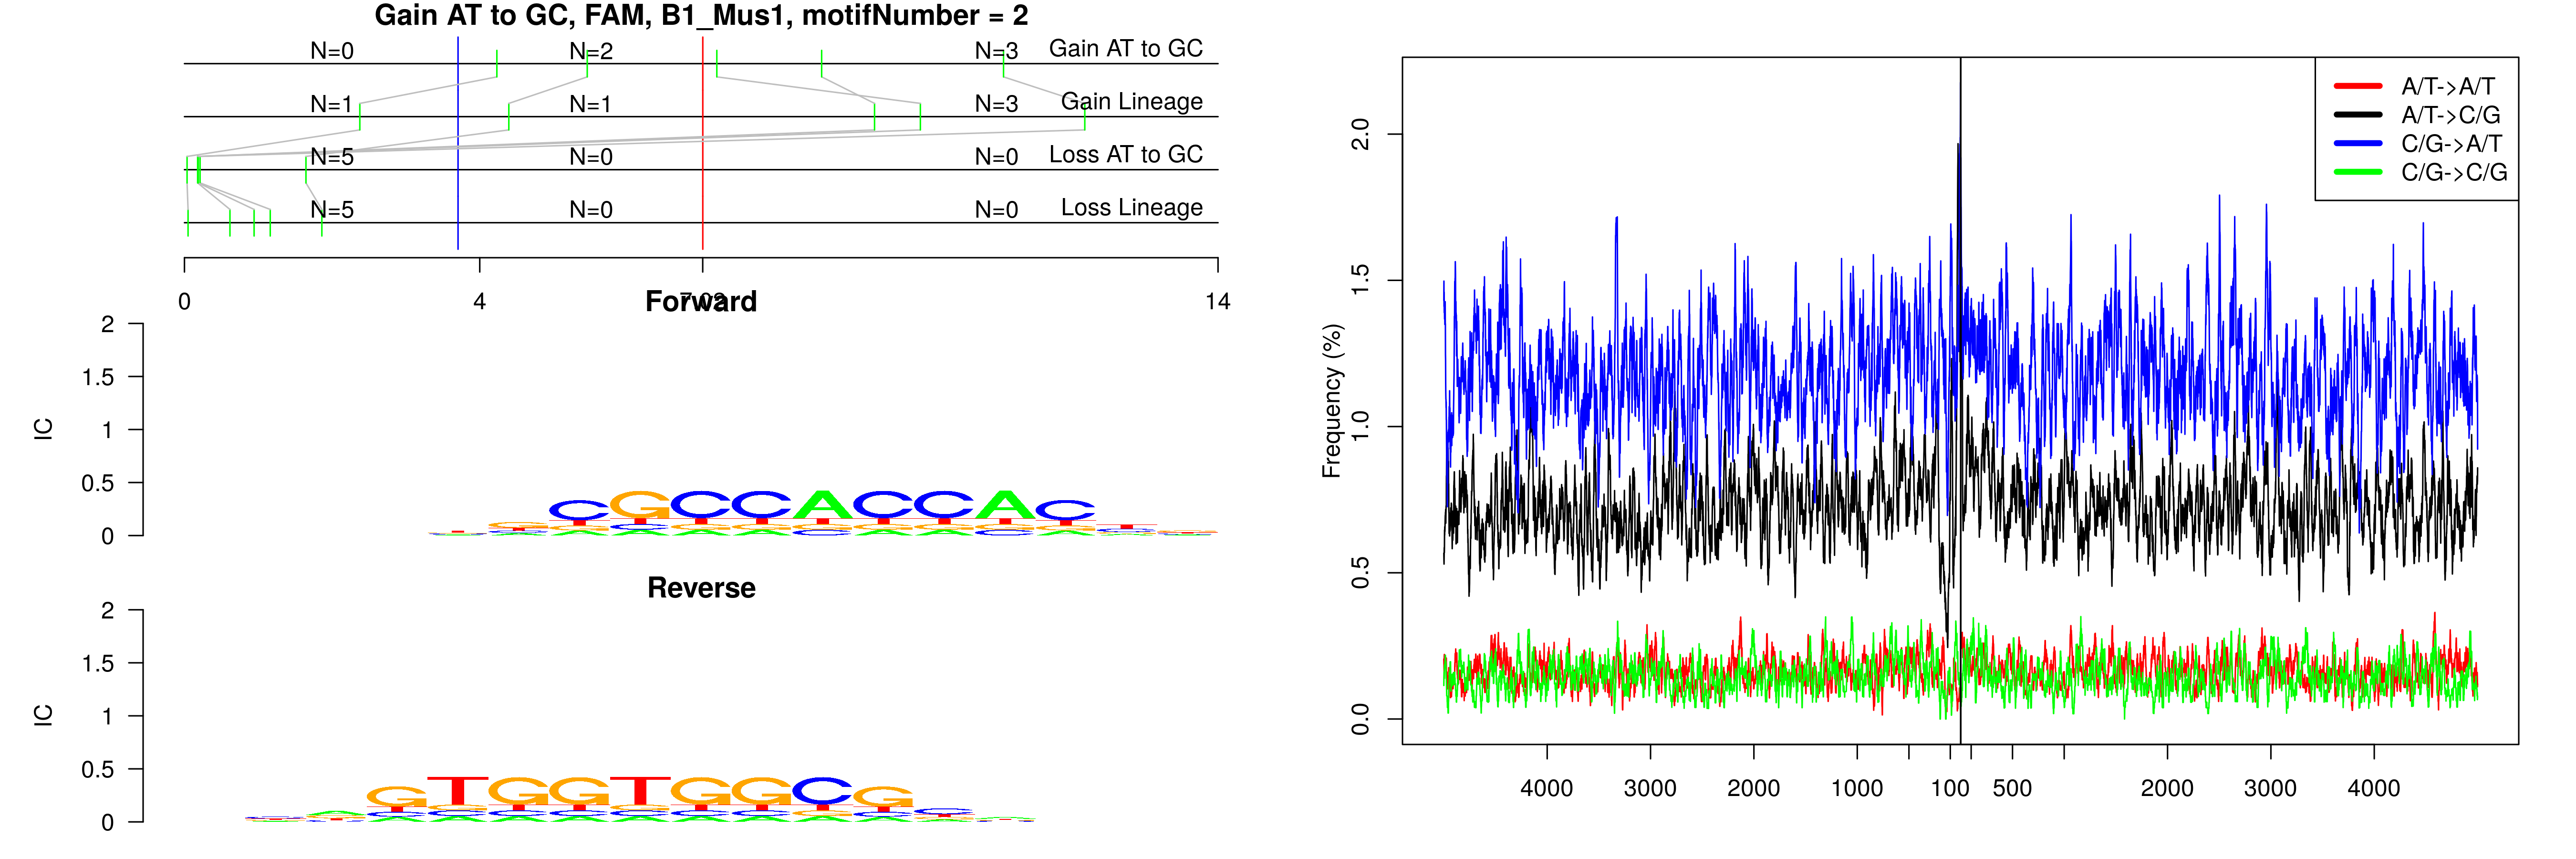 Gain AT to GC, FAM, B1_Mus1, motifNumber = 2
N=0 N=2 N=3 Gain AT to GC
N=1 N=1 N=3 Gain Lineage
N=5 N=0 N=0 Loss AT to GC
N=5 N=0 N=0 Loss Lineage
0 4 14
Forward
2
1.5
1
0.5
0
IC
CGCCACCAC
Reverse
2
1.5
1
0.5
0
IC
GTGGTGGCG
A/T->A/T
A/T->C/G
C/G->A/T
C/G->C/G
Frequency (%)
2.0
1.5
1.0
0.5
0.0
4000 3000 2000 1000 100 500 2000 3000 4000